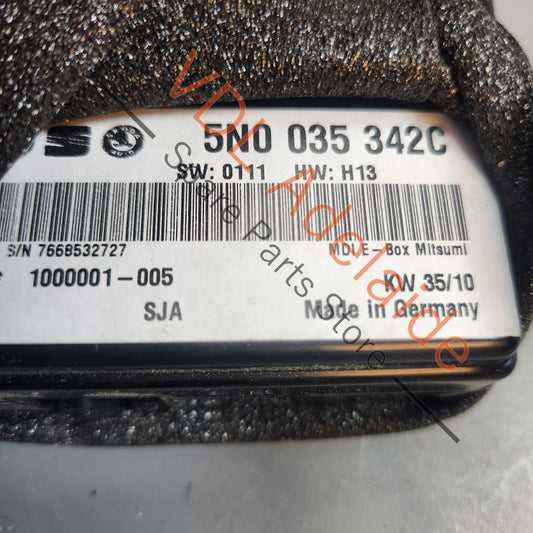 5N0 035 342C
SW: 0111 HW: H13
S/N 7668532727 MDI E-Box Mitsumi
1000001-005 KW 35/10
SJA Made in Germany
VDL Adelaide
Spare Parts Store